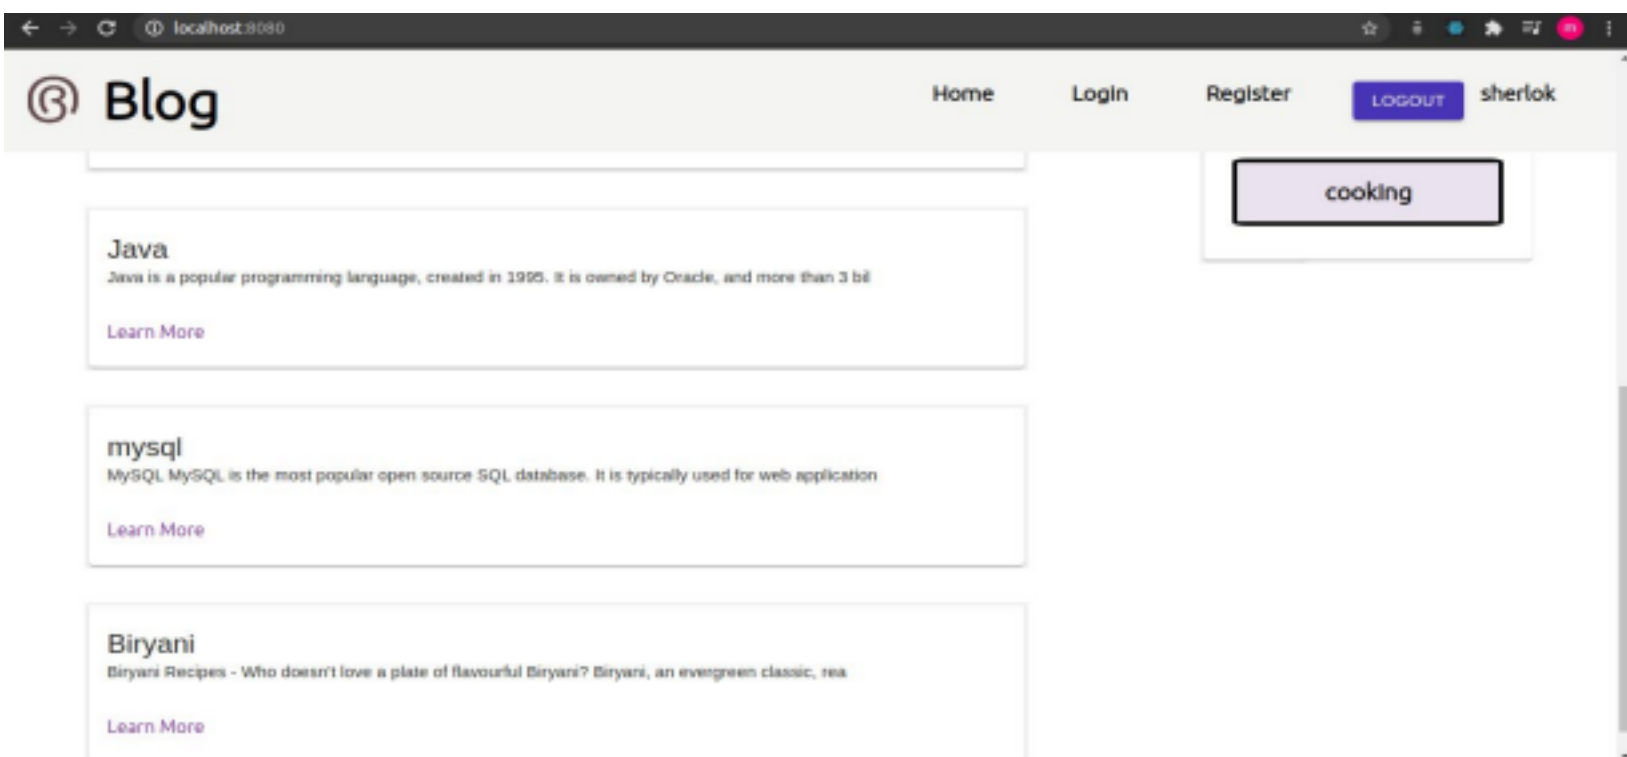 localhost:8080
Blog
Home
Login
Register
LOGOUT
sherlok
cooking
Java
Java is a popular programming language, created in 1995. It is owned by Oracle, and more than 3 bil
Learn More
mysql
MySQL MySQL is the most popular open source SQL database. It is typically used for web application
Learn More
Biryani
Biryani Recipes - Who doesn't love a plate of flavourful Biryani? Biryani, an evergreen classic, rea
Learn More